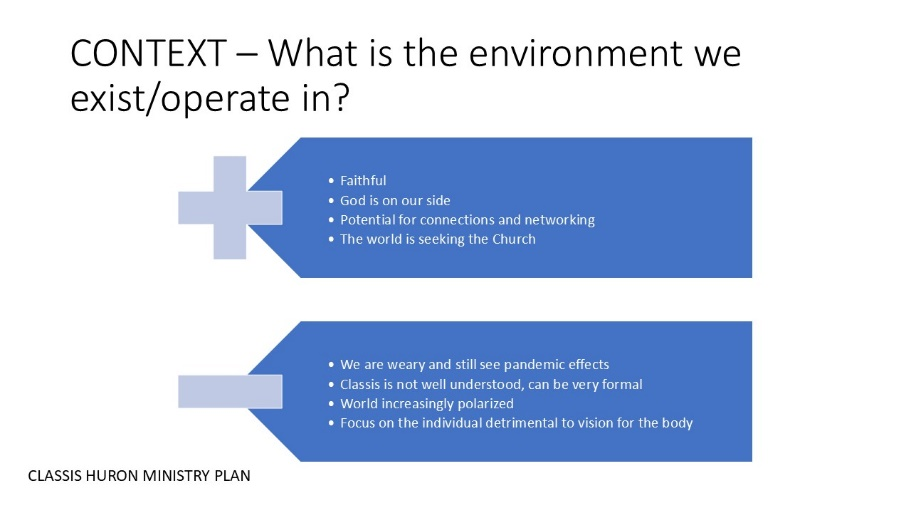 CONTEXT – What is the environment we
exist/operate in?
• Faithful
• God is on our side
• Potential for connections and networking
• The world is seeking the Church
• We are weary and still see pandemic effects
• Classis is not well understood, can be very formal
• World increasingly polarized
• Focus on the individual detrimental to vision for the body
CLASSIS HURON MINISTRY PLAN